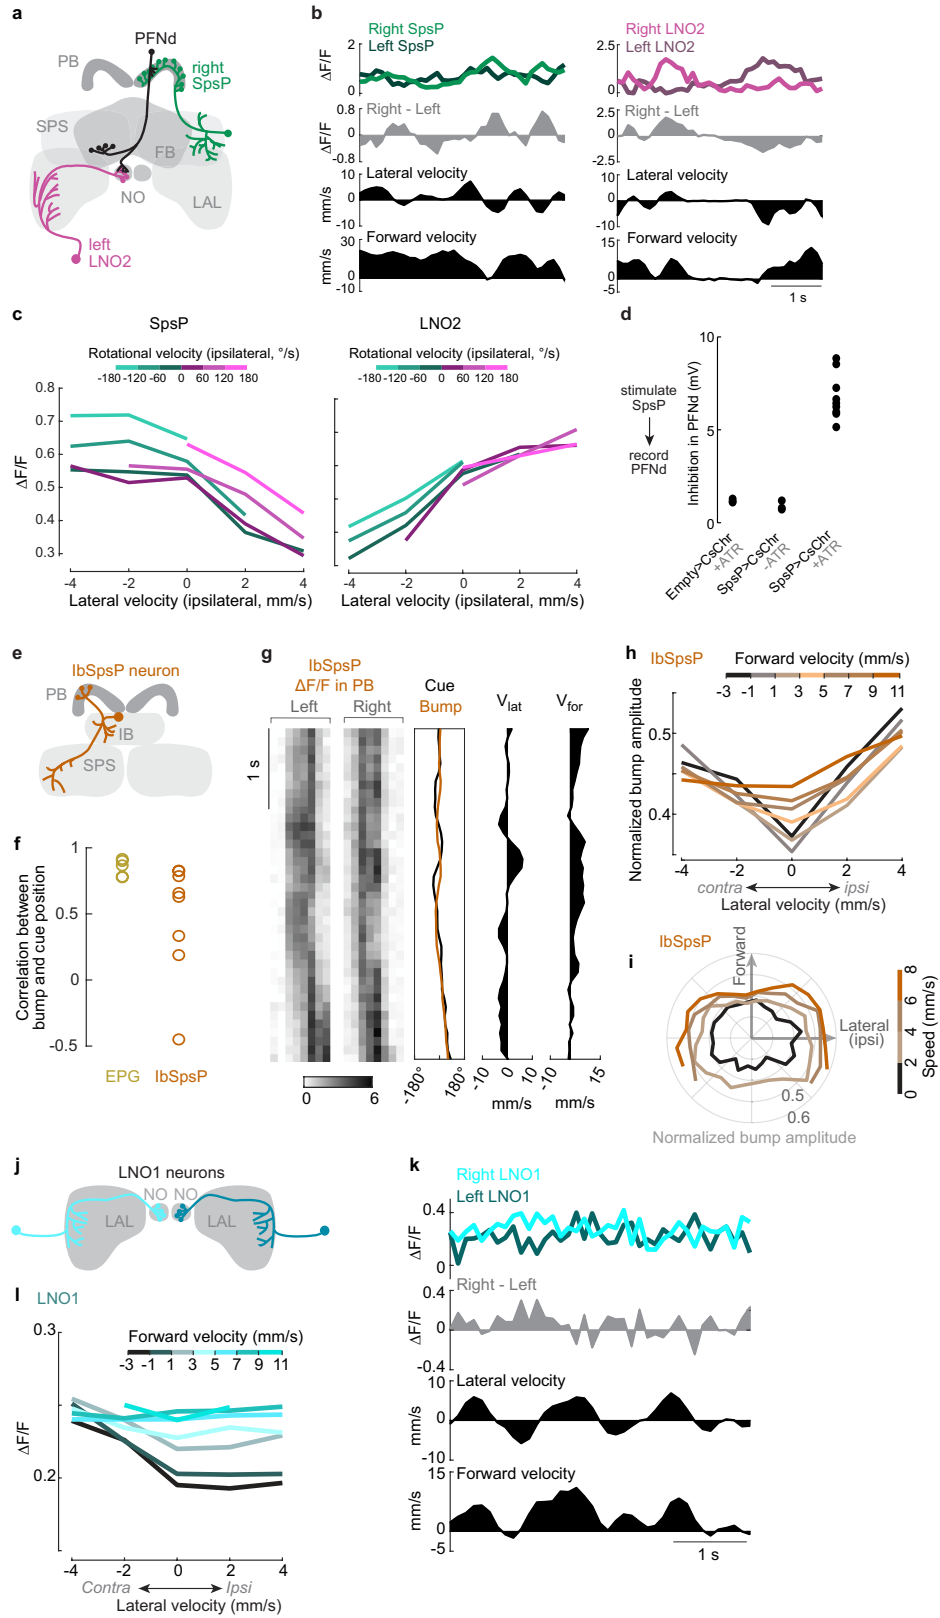 a
PFNd
PB
right
SpsP
SPS
FB
NO
LAL
left
LNO2
b
Right SpsP
Left SpsP
2
0
ΔF/F
Right - Left
0.8
0
-0.8
ΔF/F
Lateral velocity
10
0
-10
mm/s
Forward velocity
30
0
-10
mm/s
Right LNO2
Left LNO2
2.5
0
Right - Left
2.5
0
-2.5
Lateral velocity
10
0
-10
Forward velocity
15
0
-5
1 s
c
SpsP
Rotational velocity (ipsilateral, °/s)
-180 -120 -60 0 60 120 180
0.8
0.7
0.6
0.5
0.4
0.3
ΔF/F
-4 -2 0 2 4
Lateral velocity (ipsilateral, mm/s)
LNO2
Rotational velocity (ipsilateral, °/s)
-180 -120 -60 0 60 120 180
-4 -2 0 2 4
Lateral velocity (ipsilateral, mm/s)
d
stimulate
SpsP
record
PFNd
Inhibition in PFNd (mV)
10
5
0
Empty>CsChr
+ATR
SpsP>CsChr
-ATR
SpsP>CsChr
+ATR
e
IbSpsP neuron
PB
IB
SPS
f
Correlation between
bump and cue position
1
0.5
0
-0.5
EPG
IbSpsP
g
IbSpsP
ΔF/F in PB
Left
Right
1 s
0 6
Cue
Bump
-180°
180°
Vlat
-10 0 10
mm/s
Vfor
-10 15
mm/s
h
IbSpsP
Forward velocity (mm/s)
-3 -1 1 3 5 7 9 11
Normalized bump amplitude
0.5
0.4
-4 -2 0 2 4
contra ipsi
Lateral velocity (mm/s)
i
IbSpsP
Forward
Lateral
(ipsi)
0.5
0.6
Normalized bump amplitude
8
6
4
2
0
Speed (mm/s)
j
LNO1 neurons
NO NO
LAL LAL
k
Right LNO1
Left LNO1
0.4
0
ΔF/F
Right - Left
0.4
0
-0.4
ΔF/F
Lateral velocity
10
0
-10
mm/s
Forward velocity
15
0
-5
mm/s
1 s
l
LNO1
Forward velocity (mm/s)
-3 -1 1 3 5 7 9 11
0.3
0.2
ΔF/F
-4 -2 0 2 4
Contra Ipsi
Lateral velocity (mm/s)